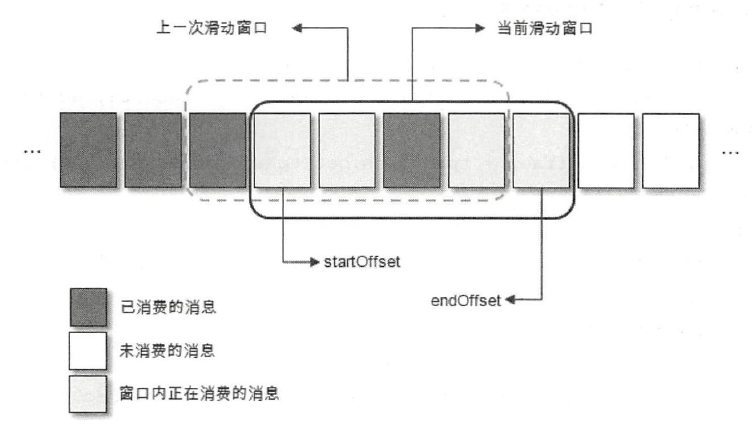 上一次滑动窗口
当前滑动窗口
...
...
startOffset
endOffset
已消费的消息
未消费的消息
窗口内正在消费的消息